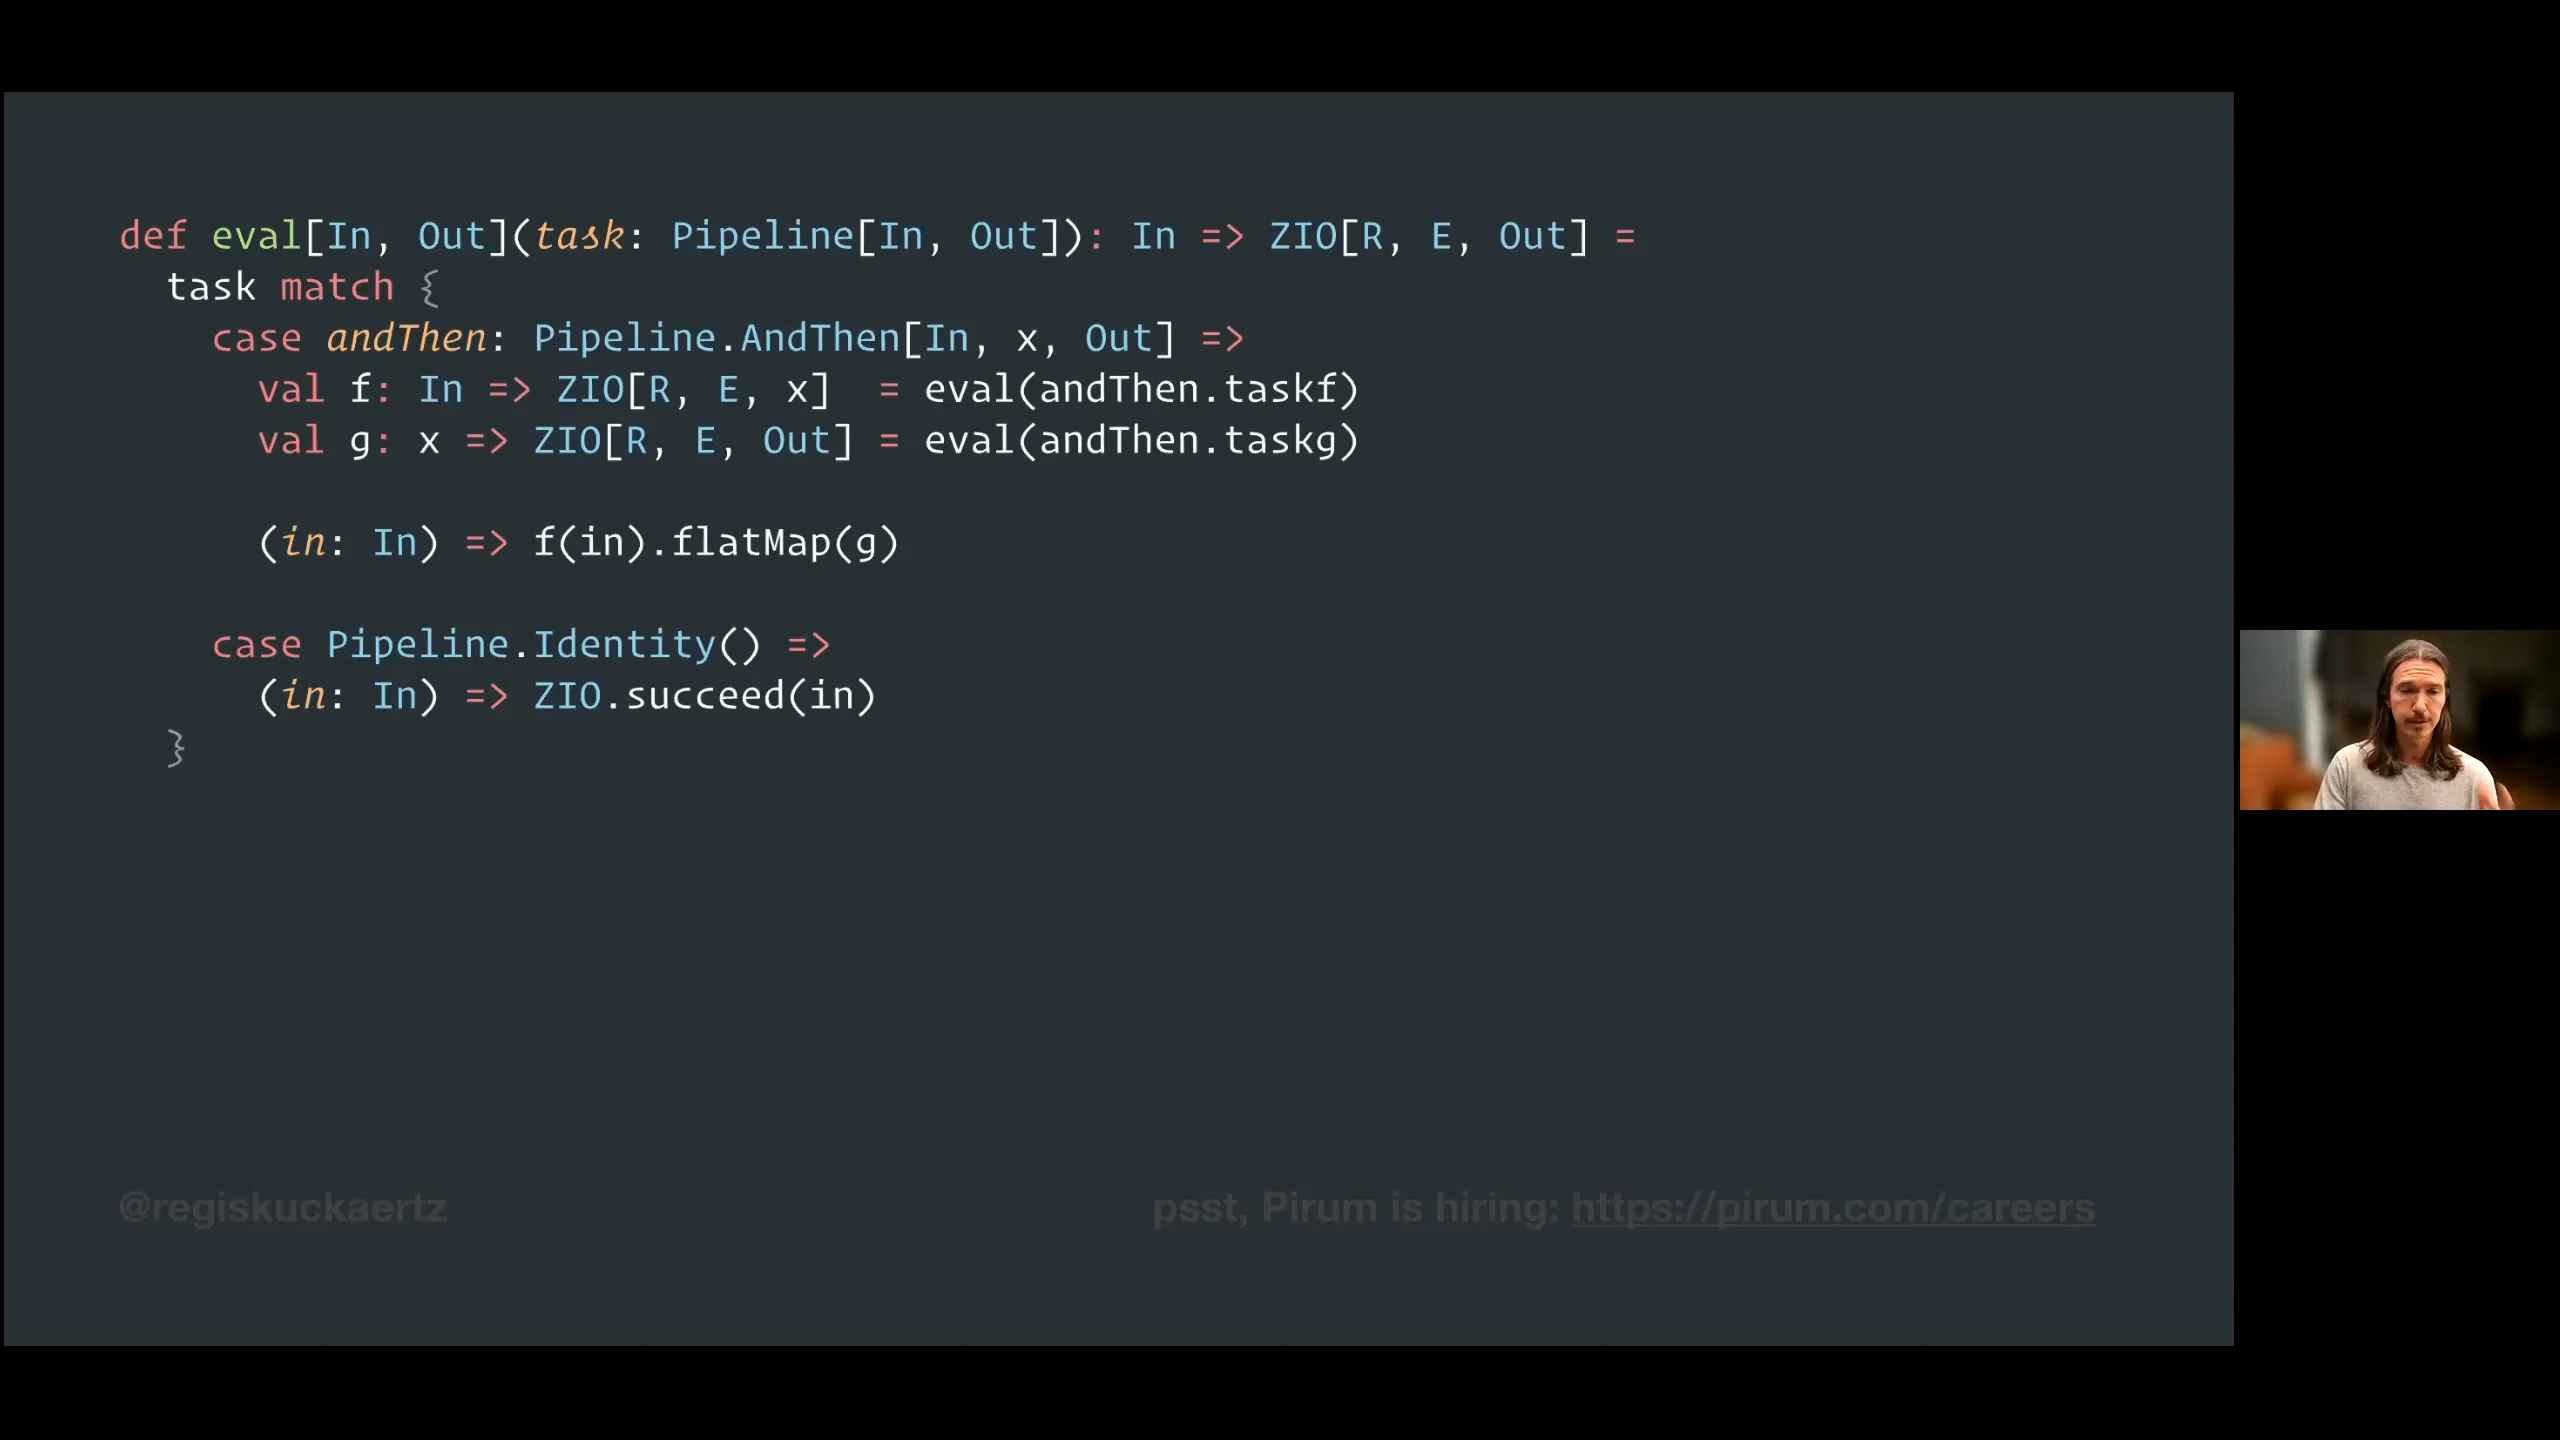 def eval[In, Out](task: Pipeline[In, Out]): In => ZIO[R, E, Out] =
task match {
case andThen: Pipeline.AndThen[In, x, Out] =>
val f: In => ZIO[R, E, x] = eval(andThen.taskf)
val g: x => ZIO[R, E, Out] = eval(andThen.taskg)
(in: In) => f(in).flatMap(g)
case Pipeline.Identity() =>
(in: In) => ZIO.succeed(in)
}
@regiskuckaertz
psst, Pirum is hiring: https://pirum.com/careers